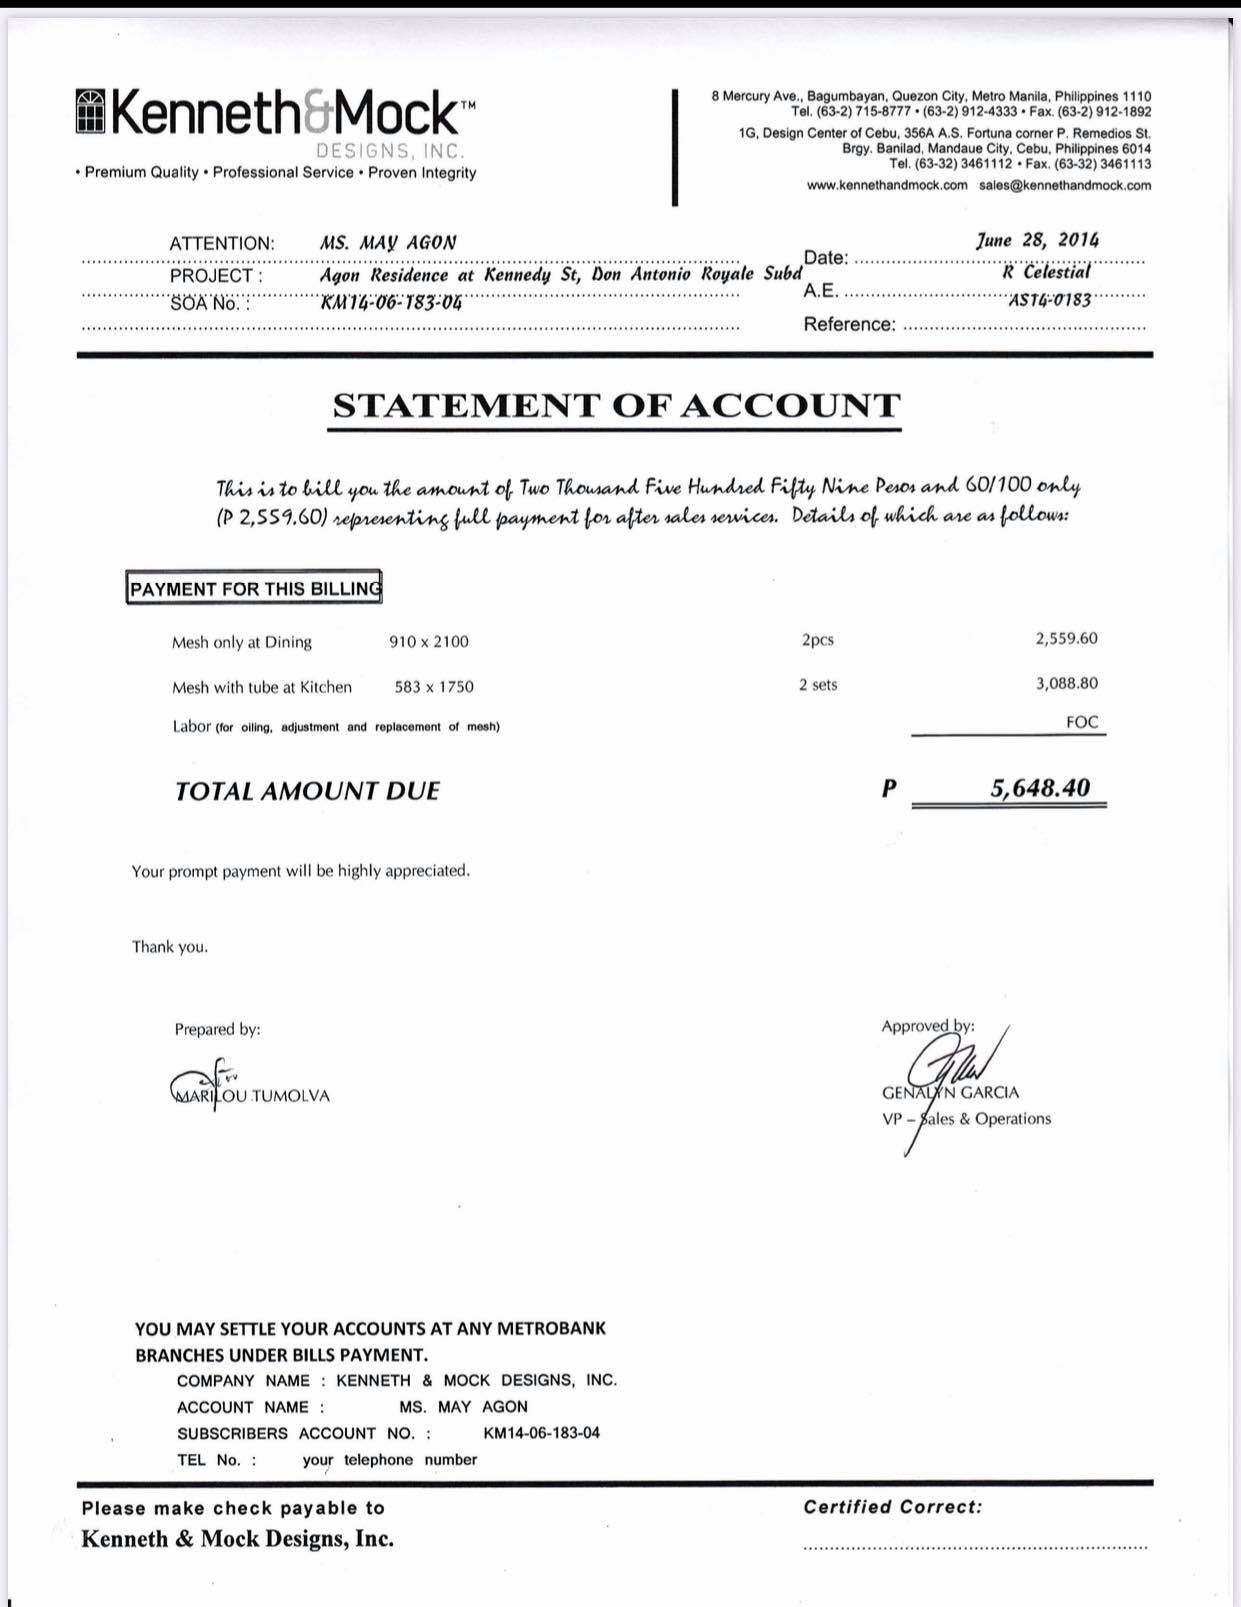 Kenneth&Mock™
DESIGNS, INC.
• Premium Quality • Professional Service • Proven Integrity
8 Mercury Ave., Bagumbayan, Quezon City, Metro Manila, Philippines 1110
Tel. (63-2) 715-8777 • (63-2) 912-4333 • Fax. (63-2) 912-1892
1G, Design Center of Cebu, 356A A.S. Fortuna corner P. Remedios St.
Brgy. Banilad, Mandaue City, Cebu, Philippines 6014
Tel. (63-32) 3461112 • Fax. (63-32) 3461113
www.kennethandmock.com sales@kennethandmock.com
ATTENTION: MS. MAY AGON
PROJECT : Agon Residence at Kennedy St, Don Antonio Royale Subd
SOA No. : KM14-06-183-04
Date: June 28, 2014
A.E. R Celestial
Reference: AS14-0183
STATEMENT OF ACCOUNT
This is to bill you the amount of Two Thousand Five Hundred Fifty Nine Pesos and 60/100 only
(P 2,559.60) representing full payment for after sales services. Details of which are as follows:
PAYMENT FOR THIS BILLING
Mesh only at Dining 910 x 2100 2pcs 2,559.60
Mesh with tube at Kitchen 583 x 1750 2 sets 3,088.80
Labor (for oiling, adjustment and replacement of mesh) FOC
TOTAL AMOUNT DUE P 5,648.40
Your prompt payment will be highly appreciated.
Thank you.
Prepared by:
MARILOU TUMOLVA
Approved by:
GENALYN GARCIA
VP – Sales & Operations
YOU MAY SETTLE YOUR ACCOUNTS AT ANY METROBANK
BRANCHES UNDER BILLS PAYMENT.
COMPANY NAME : KENNETH & MOCK DESIGNS, INC.
ACCOUNT NAME : MS. MAY AGON
SUBSCRIBERS ACCOUNT NO. : KM14-06-183-04
TEL No. : your telephone number
Please make check payable to
Kenneth & Mock Designs, Inc.
Certified Correct: